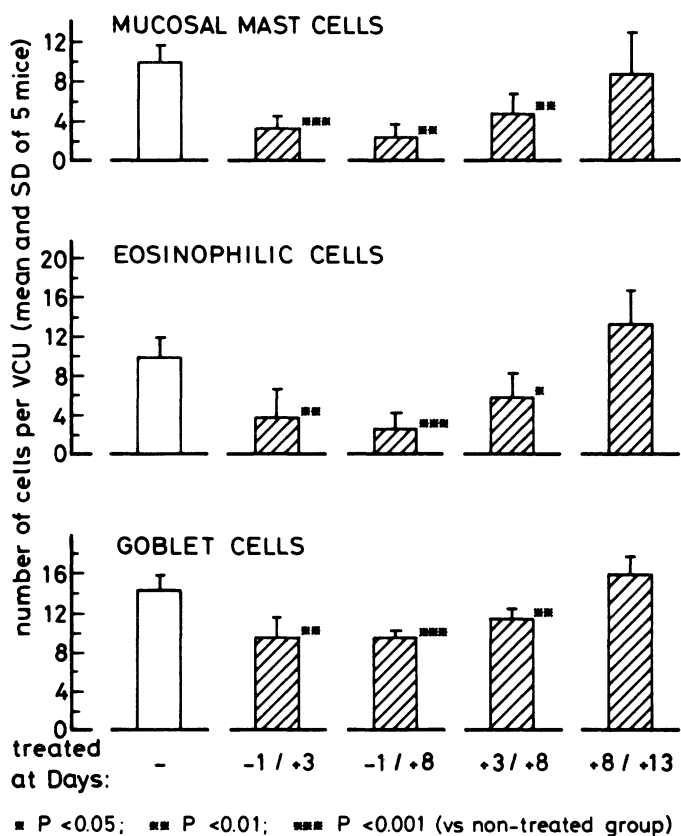 number of cells per VCU (mean and SD of 5 mice)
MUCOSAL MAST CELLS
12
8
4
0
*** ** **
EOSINOPHILIC CELLS
20
16
12
8
4
0
** *** *
GOBLET CELLS
16
12
8
4
0
** *** **
treated at Days:
- -1 / +3 -1 / +8 +3 / +8 +8 / +13
* P <0.05; ** P <0.01; *** P <0.001 (vs non-treated group)